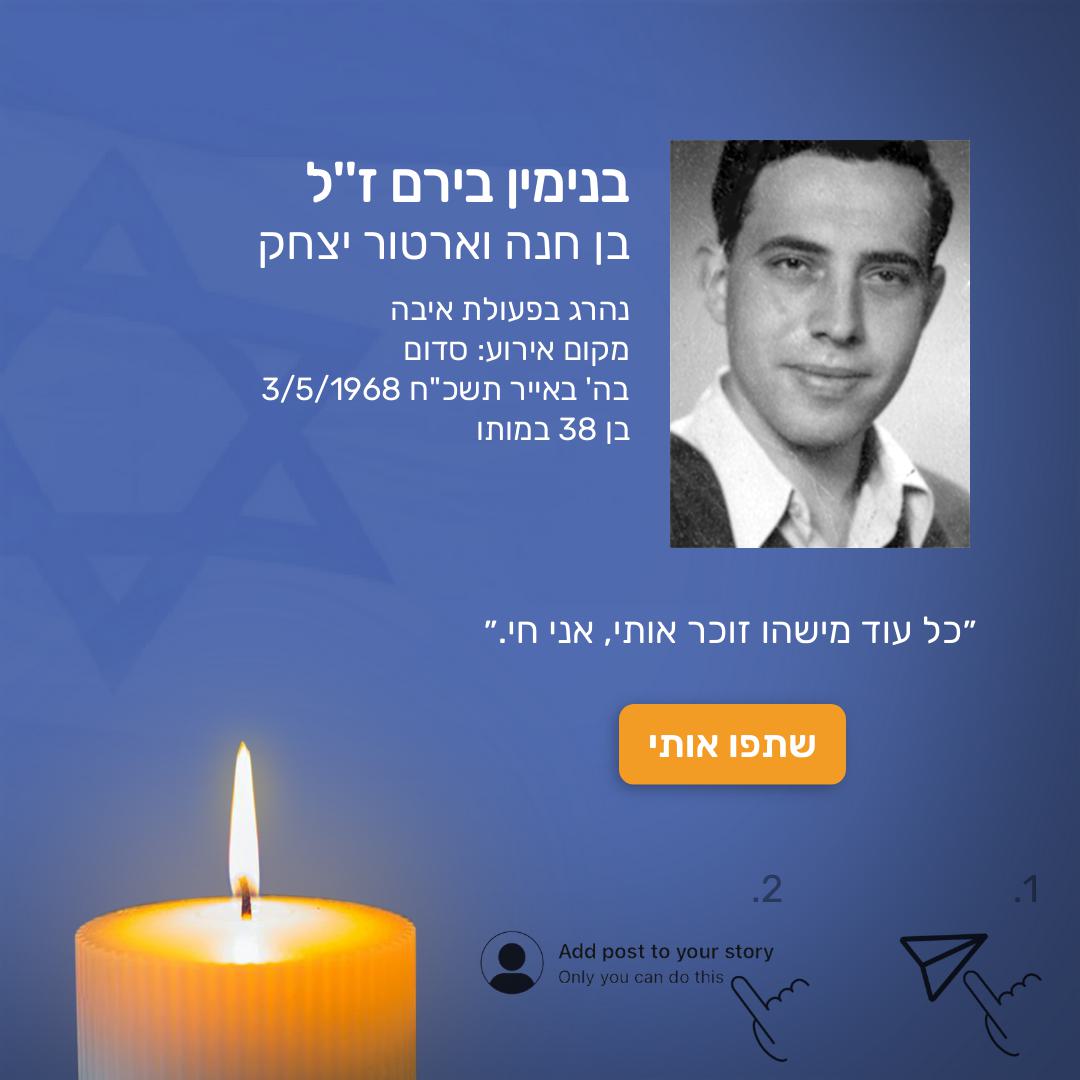 בנימין בירם ז"ל
בן חנה וארטור יצחק
נהרג בפעולת איבה
מקום אירוע: סדום
בה' באייר תשכ"ח 3/5/1968
בן 38 במותו
״כל עוד מישהו זוכר אותי, אני חי.״
שתפו אותי
1.
2.
Add post to your story
Only you can do this